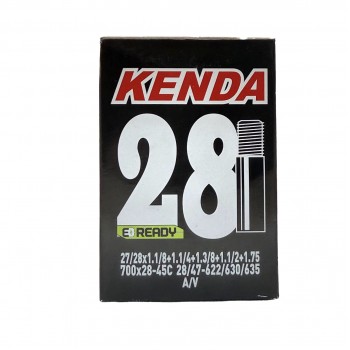 KENDA
28
E READY
27/28x1.1/8+1.1/4+1.3/8+1.1/2+1.75
700x28-45C 28/47-622/630/635
A/V